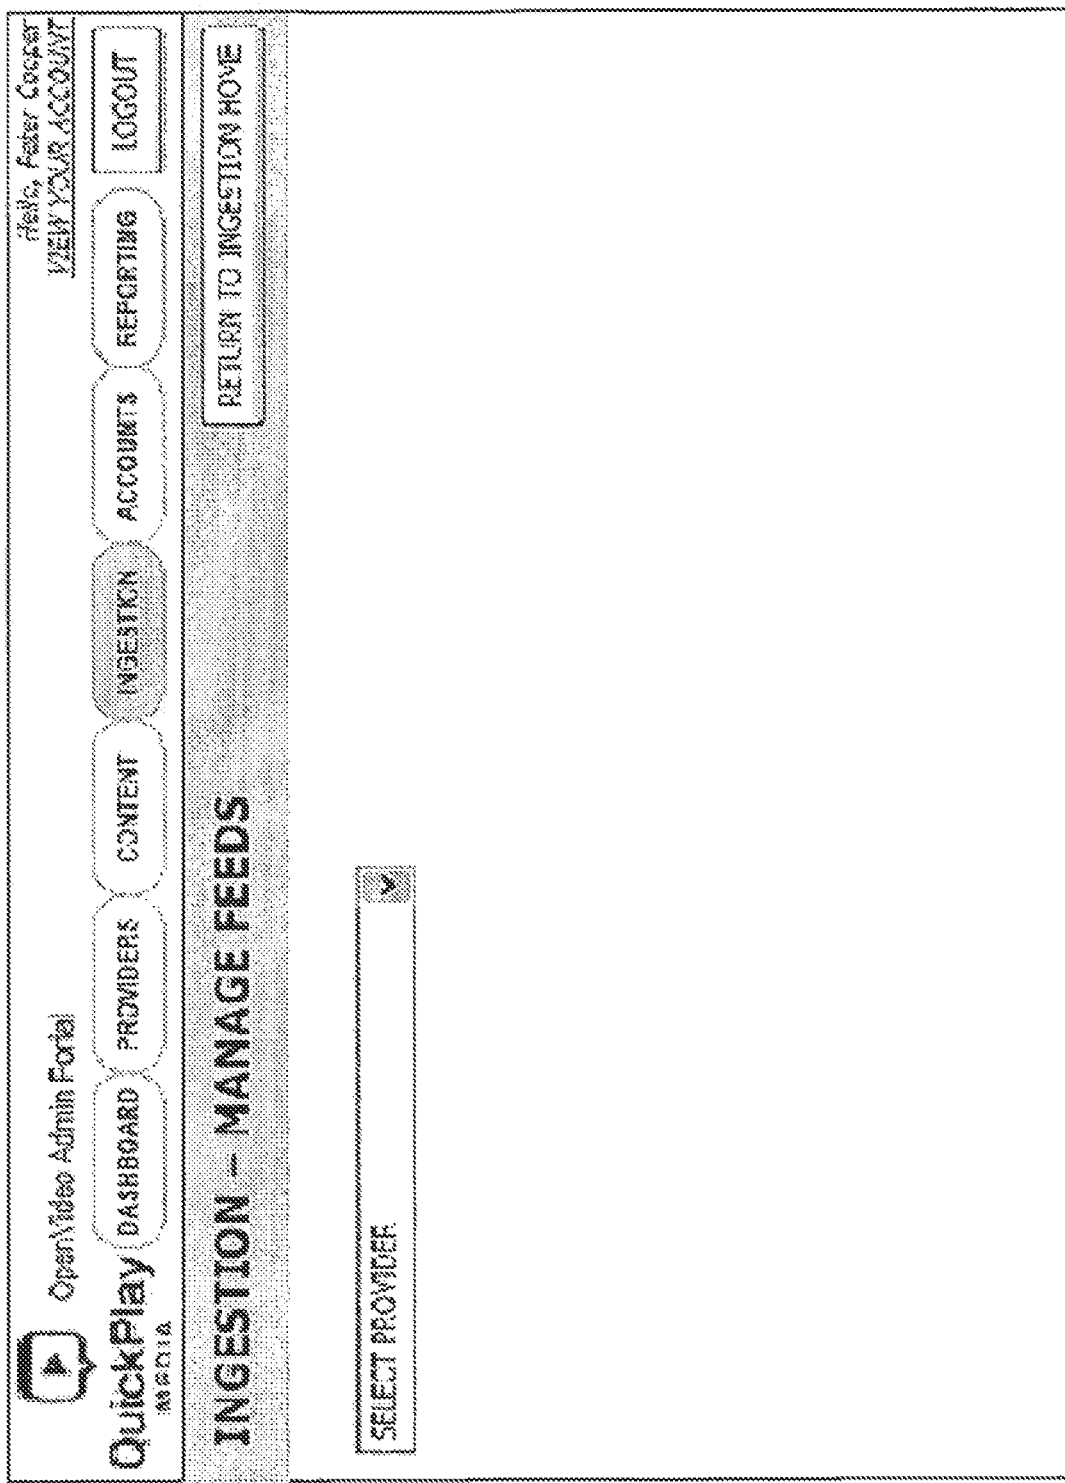 Hello, Peter Cooper
VIEW YOUR ACCOUNT
OpenVideo Admin Portal
QuickPlay
MEDIA
DASHBOARD
PROVIDERS
CONTENT
INGESTION
ACCOUNTS
REPORTING
LOGOUT
INGESTION – MANAGE FEEDS
RETURN TO INGESTION HOME
SELECT PROVIDER